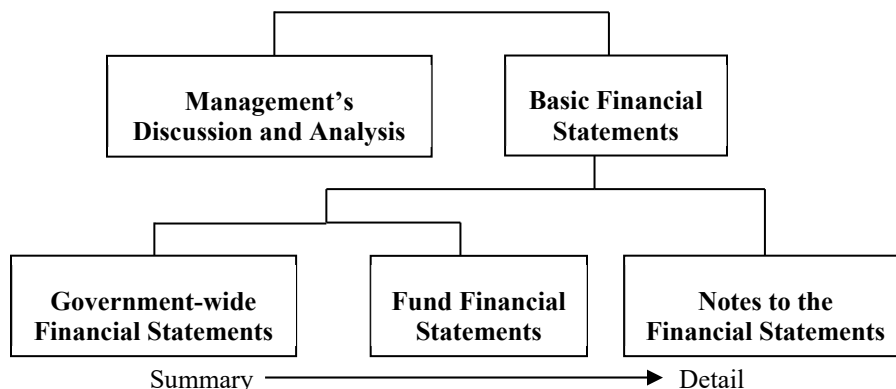 Management’s
Discussion and Analysis
Basic Financial
Statements
Government-wide
Financial Statements
Fund Financial
Statements
Notes to the
Financial Statements
Summary
Detail